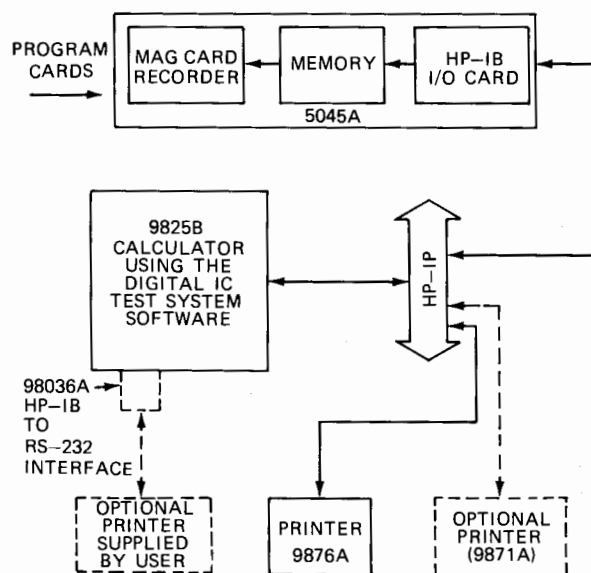 PROGRAM
CARDS
MAG CARD
RECORDER
MEMORY
HP-IB
I/O CARD
5045A
9825B
CALCULATOR
USING THE
DIGITAL IC
TEST SYSTEM
SOFTWARE
HP-IP
98036A
HP-IB
TO
RS-232
INTERFACE
OPTIONAL
PRINTER
SUPPLIED
BY USER
PRINTER
9876A
OPTIONAL
PRINTER
(9871A)